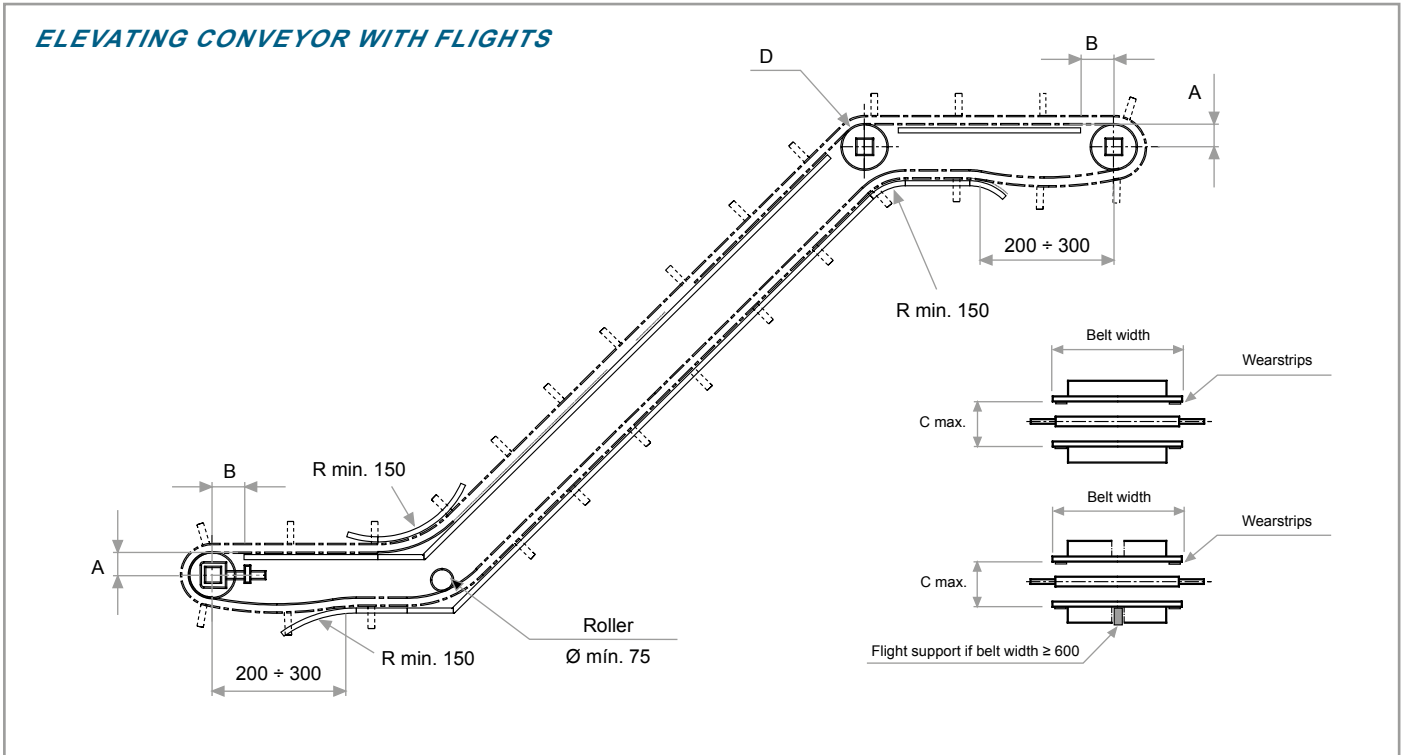 ELEVATING CONVEYOR WITH FLIGHTS
D
B
A
200 ÷ 300
R min. 150
Belt width
Wearstrips
C max.
B
R min. 150
A
Belt width
Wearstrips
C max.
Roller
Ø mín. 75
Flight support if belt width ≥ 600
R min. 150
200 ÷ 300